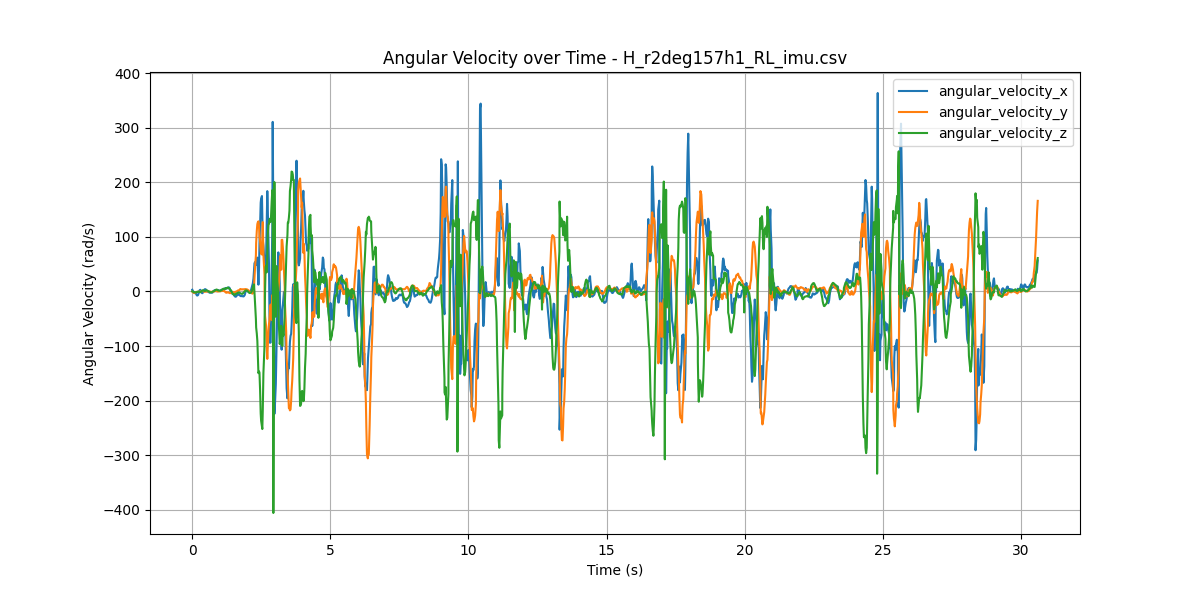 Angular Velocity over Time - H_r2deg157h1_RL_imu.csv
angular_velocity_x
angular_velocity_y
angular_velocity_z
Angular Velocity (rad/s)
400
300
200
100
0
−100
−200
−300
−400
0 5 10 15 20 25 30
Time (s)